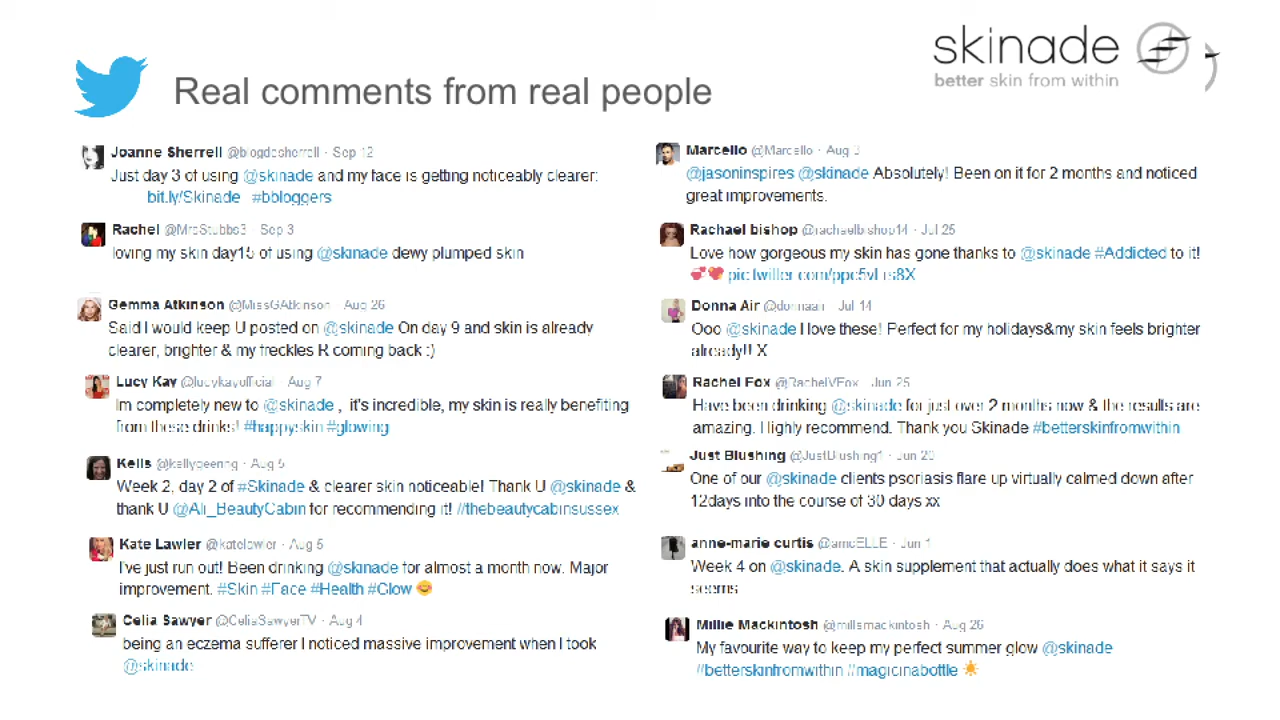 skinade
better skin from within
Real comments from real people
Joanne Sherrell @blogdesherrell · Sep 12
Just day 3 of using @skinade and my face is getting noticeably clearer:
bit.ly/Skinade #bbloggers
Rachel @MrsStubbs3 · Sep 3
loving my skin day15 of using @skinade dewy plumped skin
Gemma Atkinson @MissGAtkinson · Aug 26
Said I would keep U posted on @skinade On day 9 and skin is already
clearer, brighter & my freckles R coming back :)
Lucy Kay @lucykayofficial · Aug 7
Im completely new to @skinade , it's incredible, my skin is really benefiting
from these drinks! #happyskin #glowing
Kells @kellygeering · Aug 5
Week 2, day 2 of #Skinade & clearer skin noticeable! Thank U @skinade &
thank U @Ali_BeautyCabin for recommending it! #thebeautycabinsussex
Kate Lawler @katelawler · Aug 5
I've just run out! Been drinking @skinade for almost a month now. Major
improvement. #Skin #Face #Health #Glow 😊
Celia Sawyer @CeliaSawyerTV · Aug 4
being an eczema sufferer I noticed massive improvement when I took
@skinade
Marcello @Marcello · Aug 3
@jasoninspires @skinade Absolutely! Been on it for 2 months and noticed
great improvements.
Rachael bishop @rachaelbishop14 · Jul 25
Love how gorgeous my skin has gone thanks to @skinade #Addicted to it!
💞💖
Donna Air @donnaair · Jul 14
Ooo @skinade I love these! Perfect for my holidays&my skin feels brighter
already!! X
Rachel Fox @RachelVFox · Jun 25
Have been drinking @skinade for just over 2 months now & the results are
amazing. Highly recommend. Thank you Skinade #betterskinfromwithin
Just Blushing @JustBlushing1 · Jun 20
One of our @skinade clients psoriasis flare up virtually calmed down after
12days into the course of 30 days xx
anne-marie curtis @amcELLE · Jun 1
Week 4 on @skinade. A skin supplement that actually does what it says it
seems
Millie Mackintosh @millsmackintosh · Aug 26
My favourite way to keep my perfect summer glow @skinade
#betterskinfromwithin #magicinabottle ☀